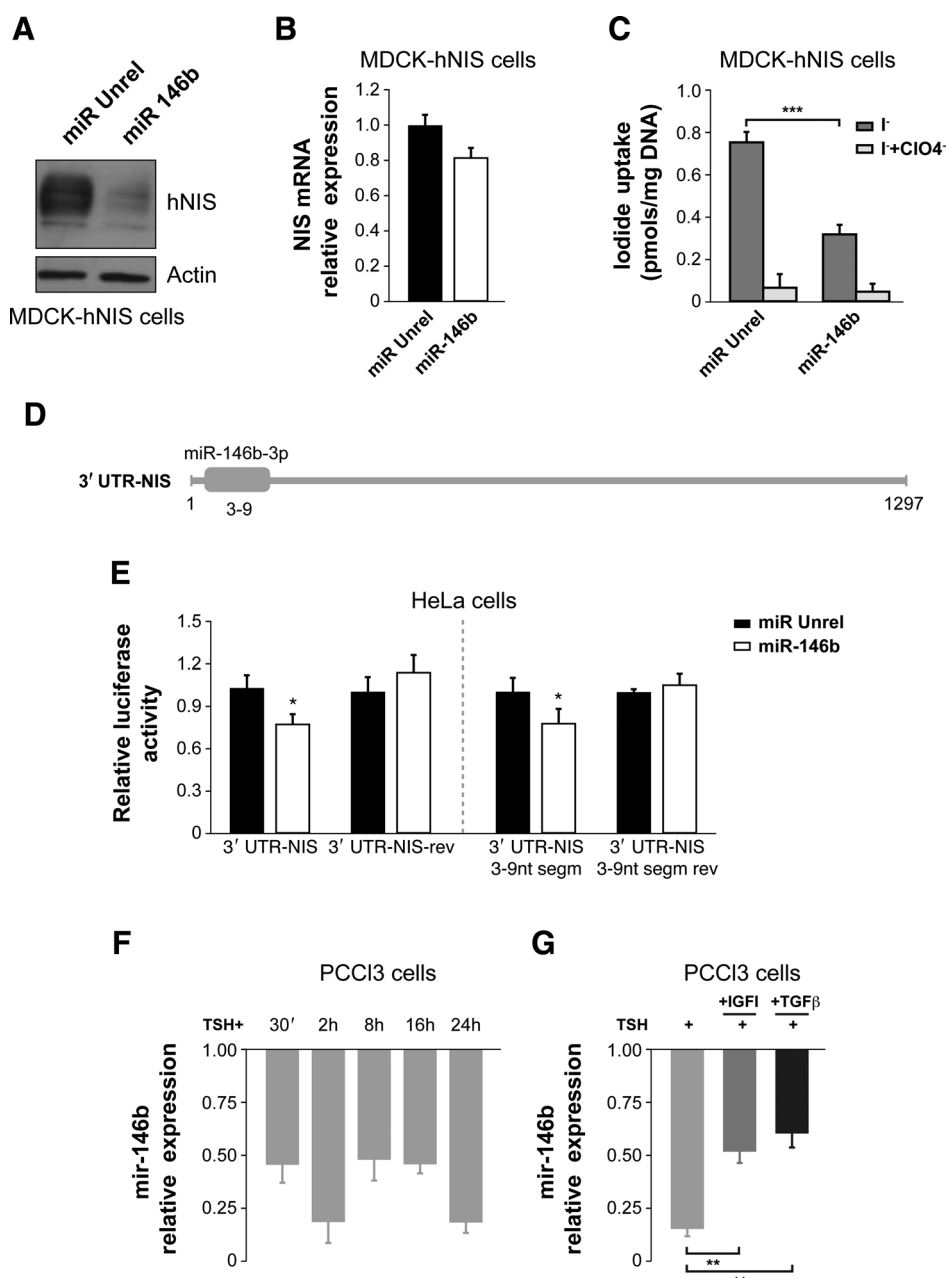 A
miR Unrel
miR 146b
hNIS
Actin
MDCK-hNIS cells
B
MDCK-hNIS cells
NIS mRNA
relative expression
1.2
1.0
0.8
0.6
0.4
0.2
0
miR Unrel
miR-146b
C
MDCK-hNIS cells
Iodide uptake
(pmols/mg DNA)
1.0
0.8
0.6
0.4
0.2
0
***
I⁻
I⁻+ClO4⁻
miR Unrel
miR-146b
D
miR-146b-3p
3′ UTR-NIS
1
3-9
1297
E
HeLa cells
Relative luciferase
activity
1.5
1.2
0.9
0.6
0.3
0
*
*
miR Unrel
miR-146b
3′ UTR-NIS
3′ UTR-NIS-rev
3′ UTR-NIS
3-9nt segm
3′ UTR-NIS
3-9nt segm rev
F
PCCl3 cells
TSH+ 30′ 2h 8h 16h 24h
mir-146b
relative expression
1.00
0.75
0.50
0.25
0
G
PCCl3 cells
+IGFI +TGFβ
TSH + + +
mir-146b
relative expression
1.00
0.75
0.50
0.25
0
**